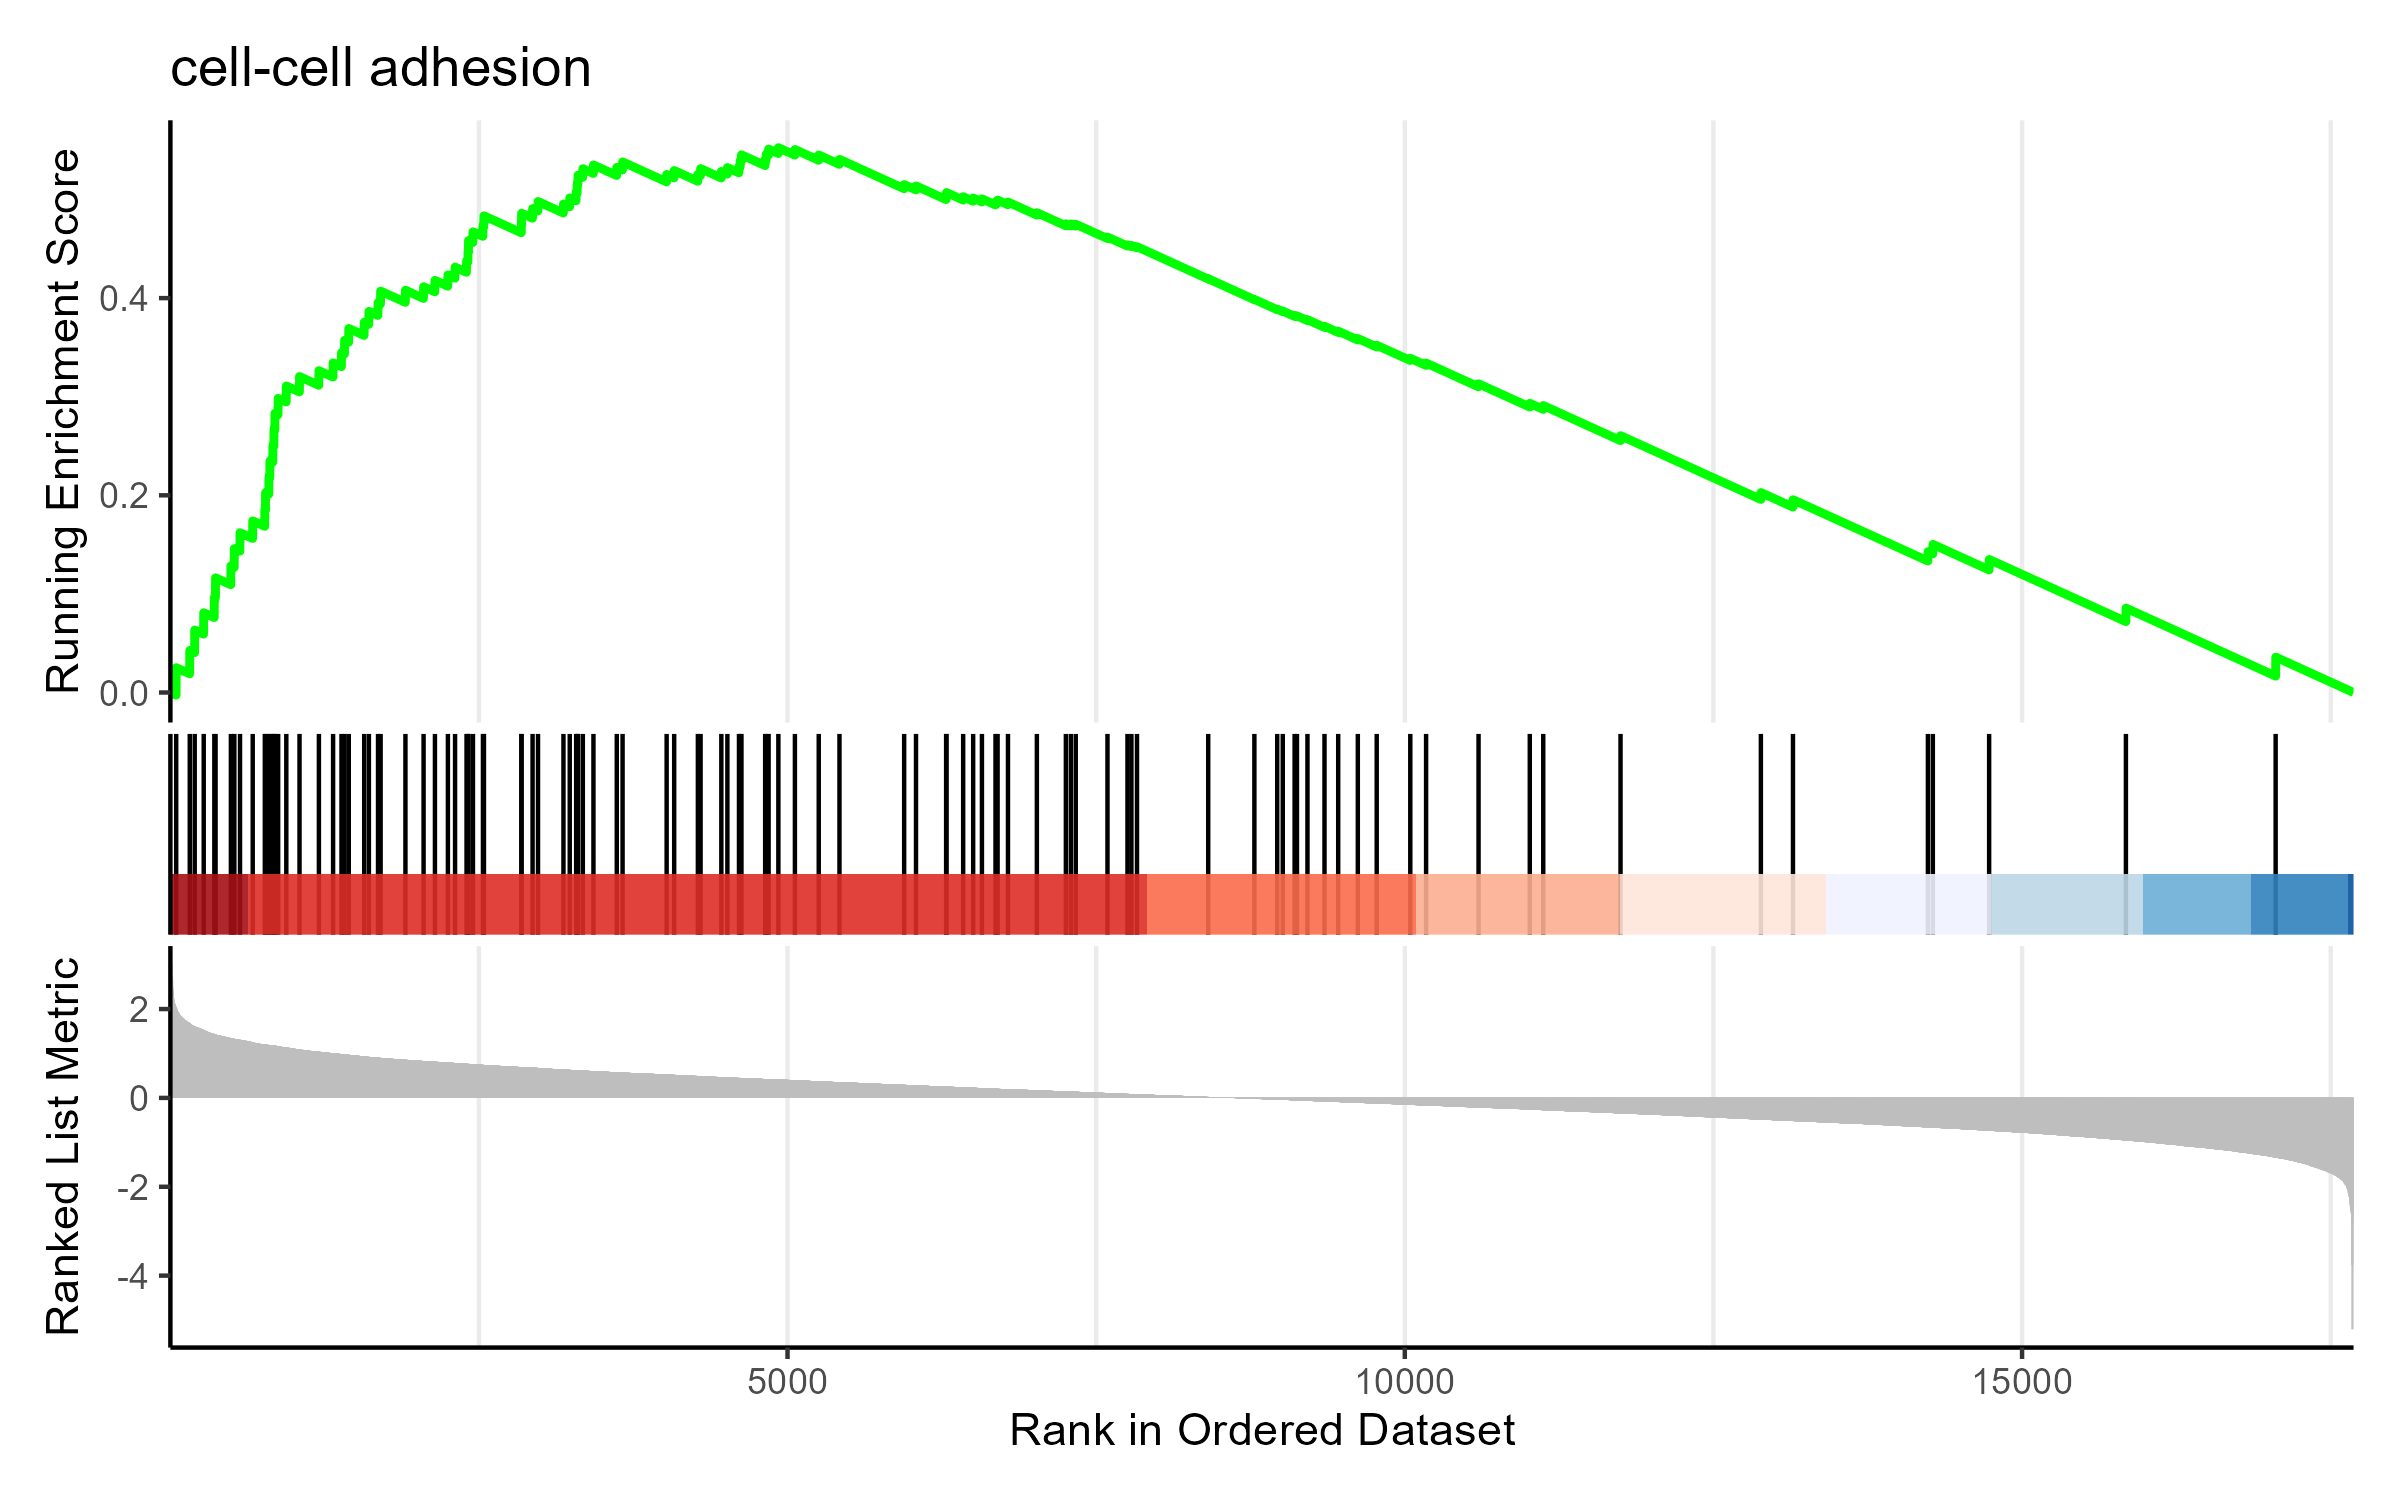 cell-cell adhesion
Running Enrichment Score
0.4
0.2
0.0
Ranked List Metric
2
0
-2
-4
5000
10000
15000
Rank in Ordered Dataset